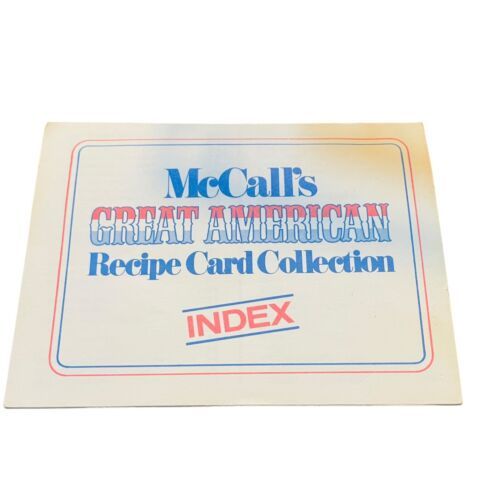 McCall's
GREAT AMERICAN
Recipe Card Collection
INDEX